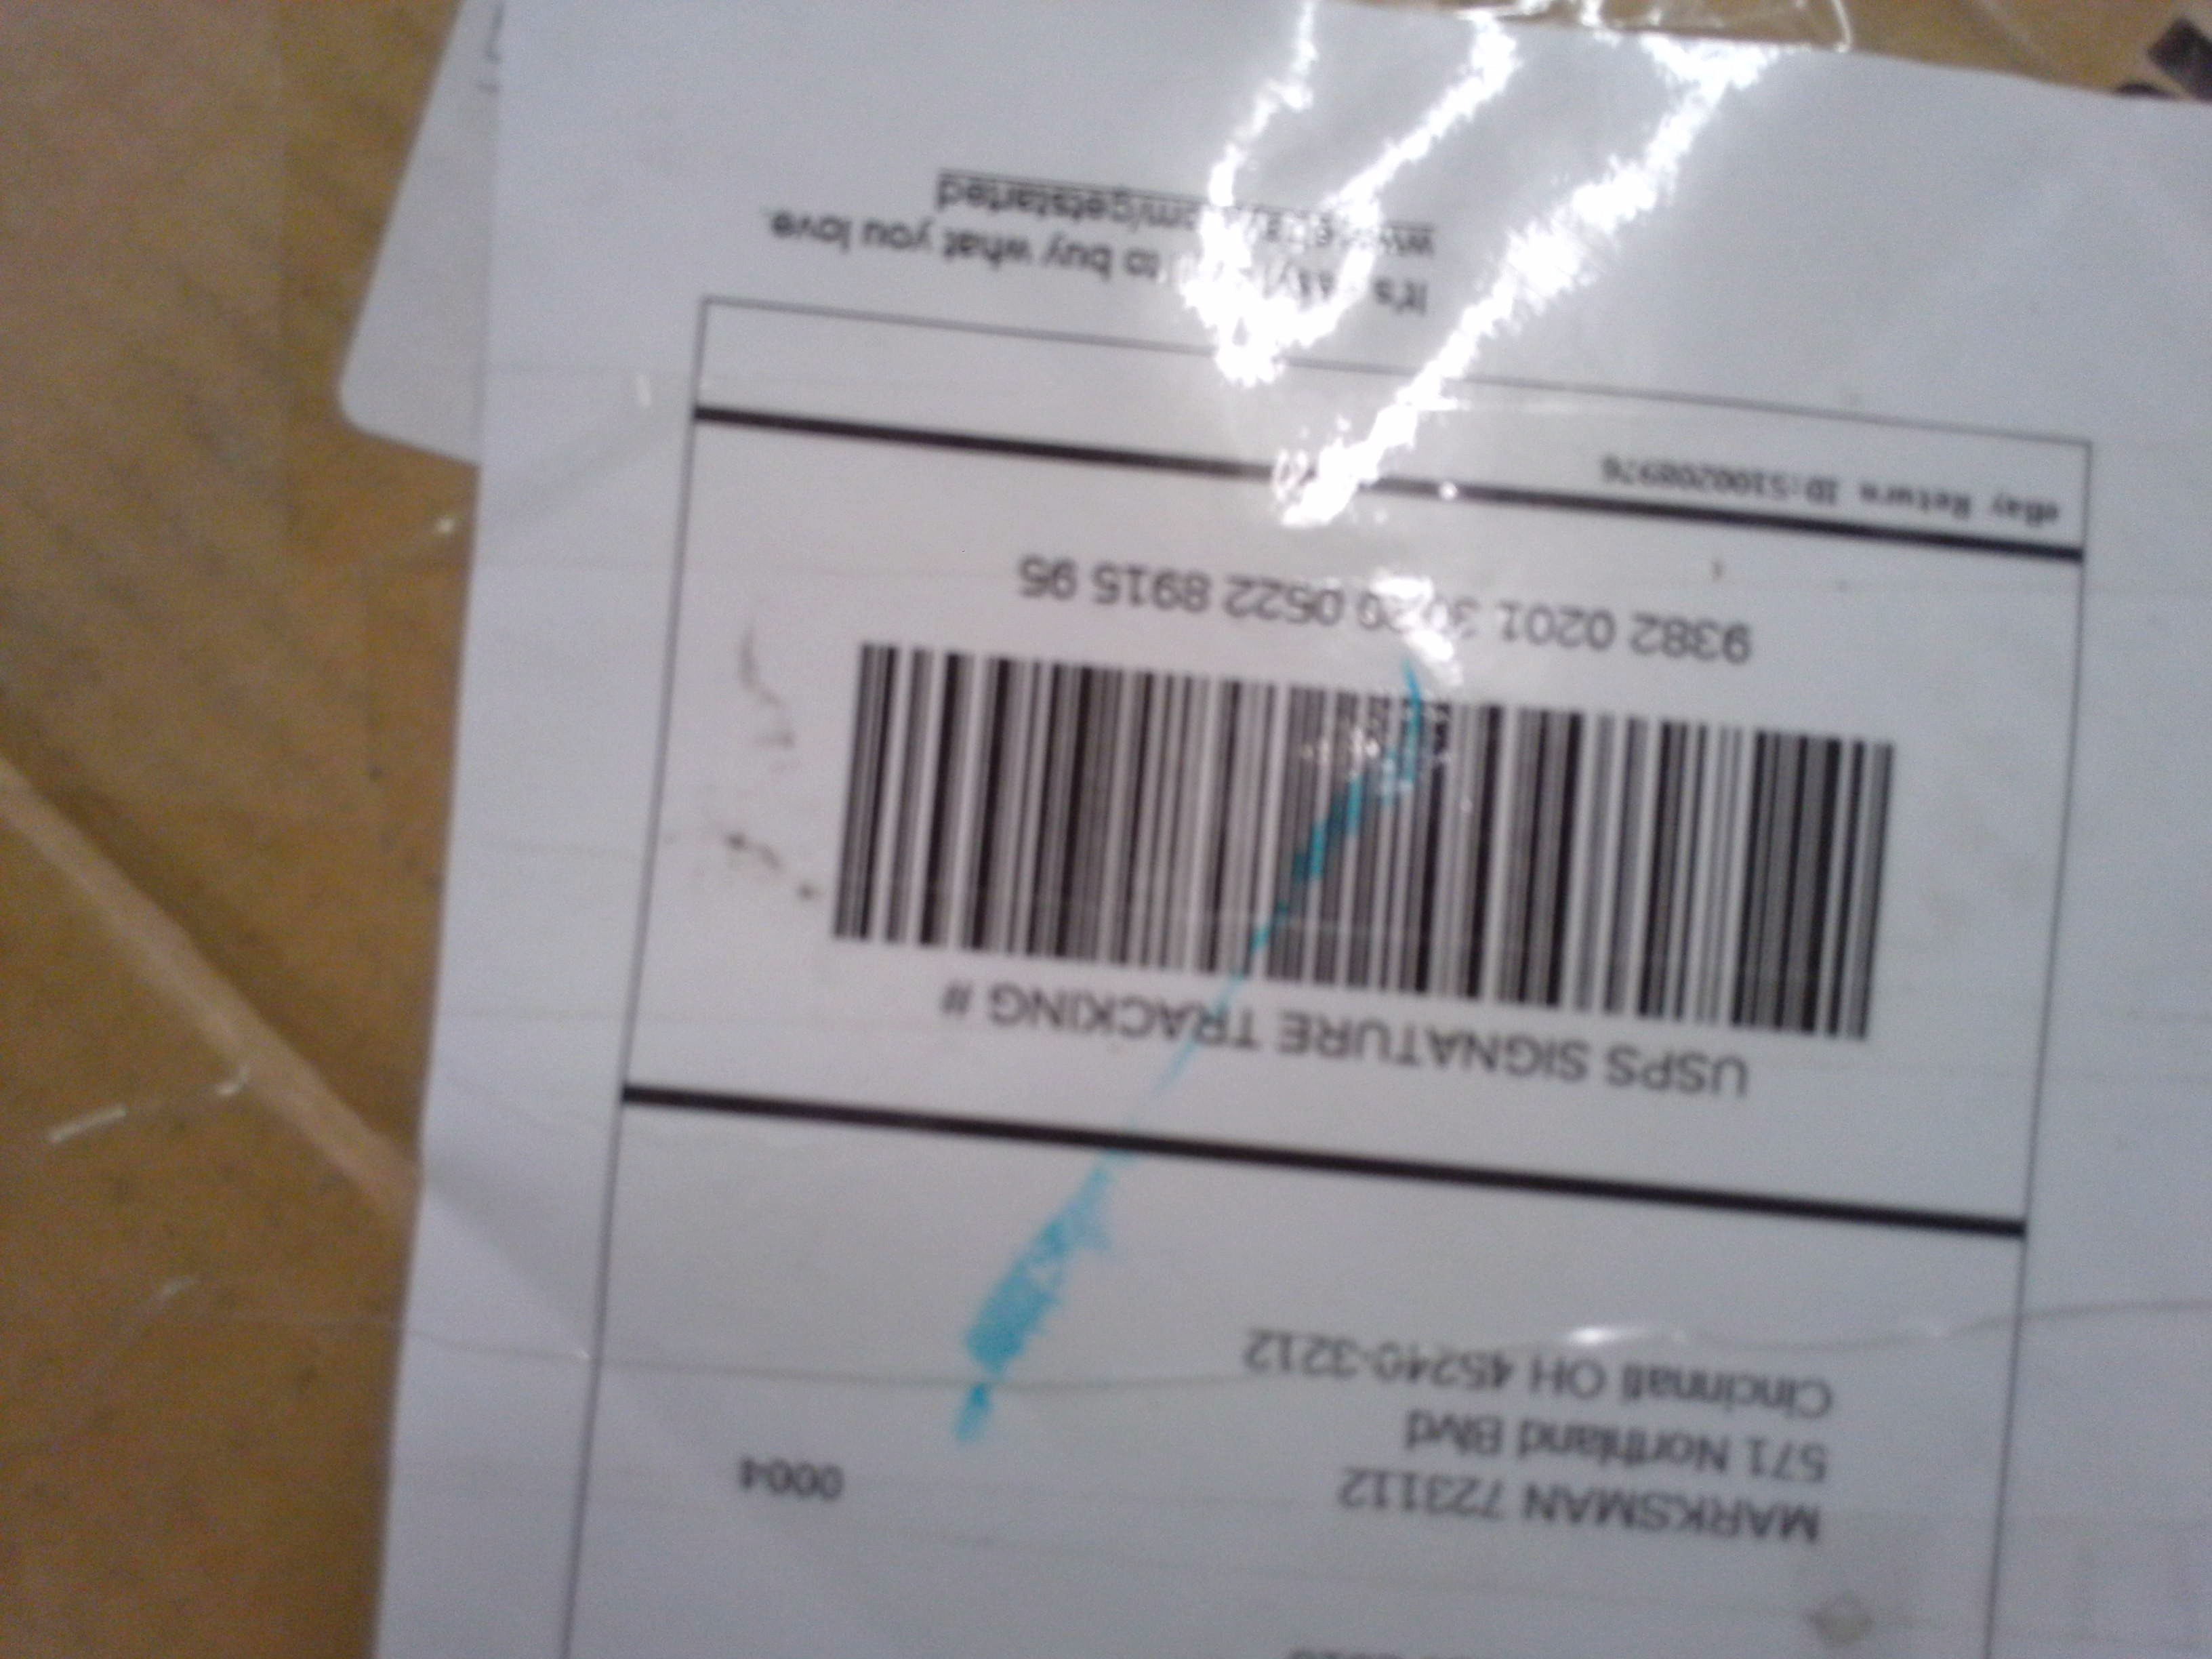 0004
MARKSMAN 723112
571 Northland Blvd
Cincinnati OH 45240-3212
USPS SIGNATURE TRACKING #
9382 0201 0522 8915 95
eBay Return ID:5100208976
It's to buy what you love.